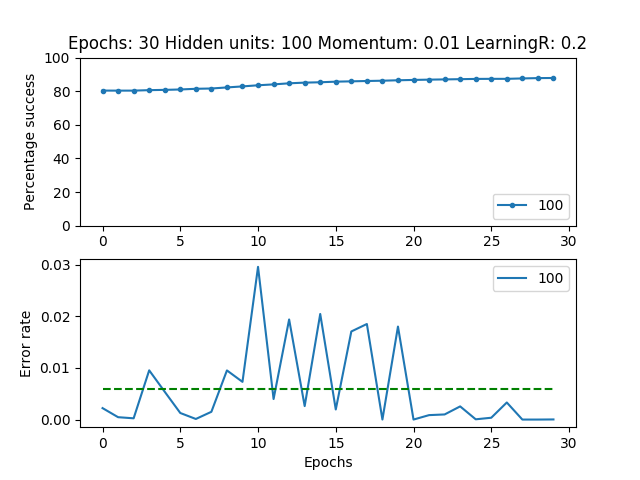 Epochs: 30 Hidden units: 100 Momentum: 0.01 LearningR: 0.2
100
80
60
40
20
0
Percentage success
100
0 5 10 15 20 25 30
0.03
0.02
0.01
0.00
Error rate
100
0 5 10 15 20 25 30
Epochs